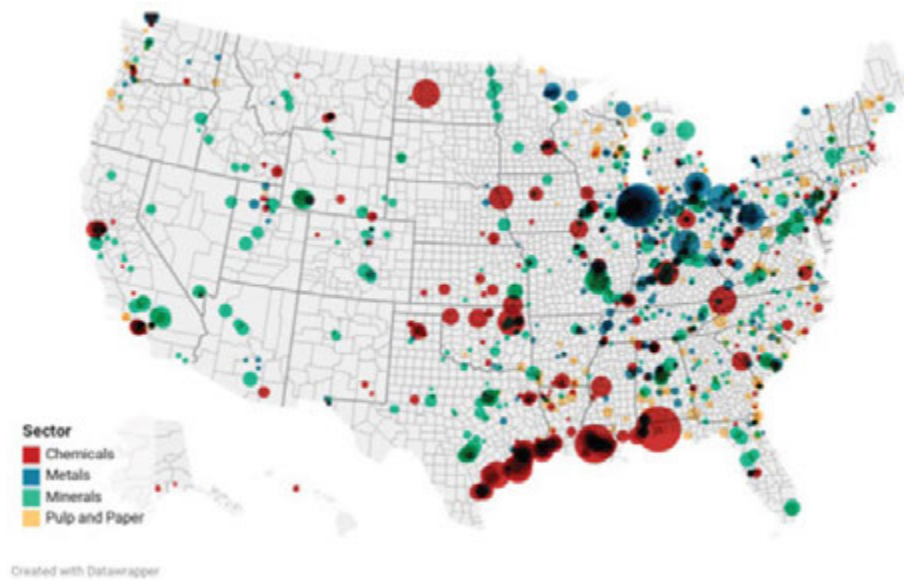 Sector
Chemicals
Metals
Minerals
Pulp and Paper
Created with Datawrapper